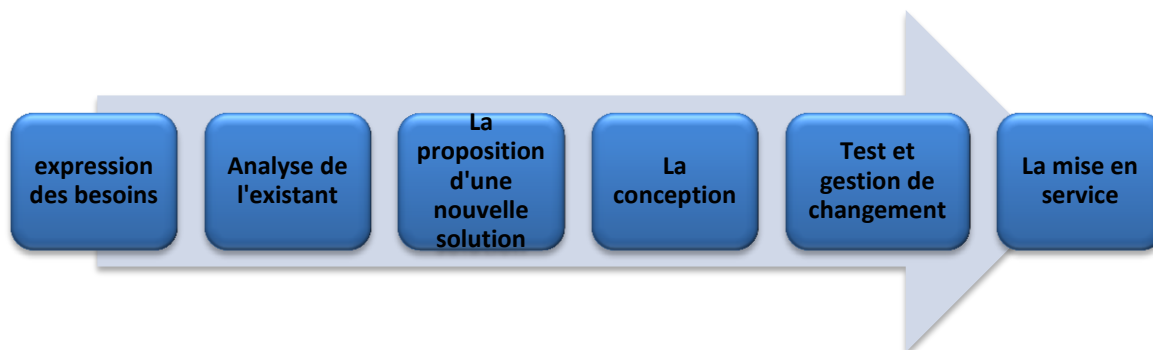 expression
des besoins
Analyse de
l'existant
La
proposition
d'une
nouvelle
solution
La
conception
Test et
gestion de
changement
La mise en
service